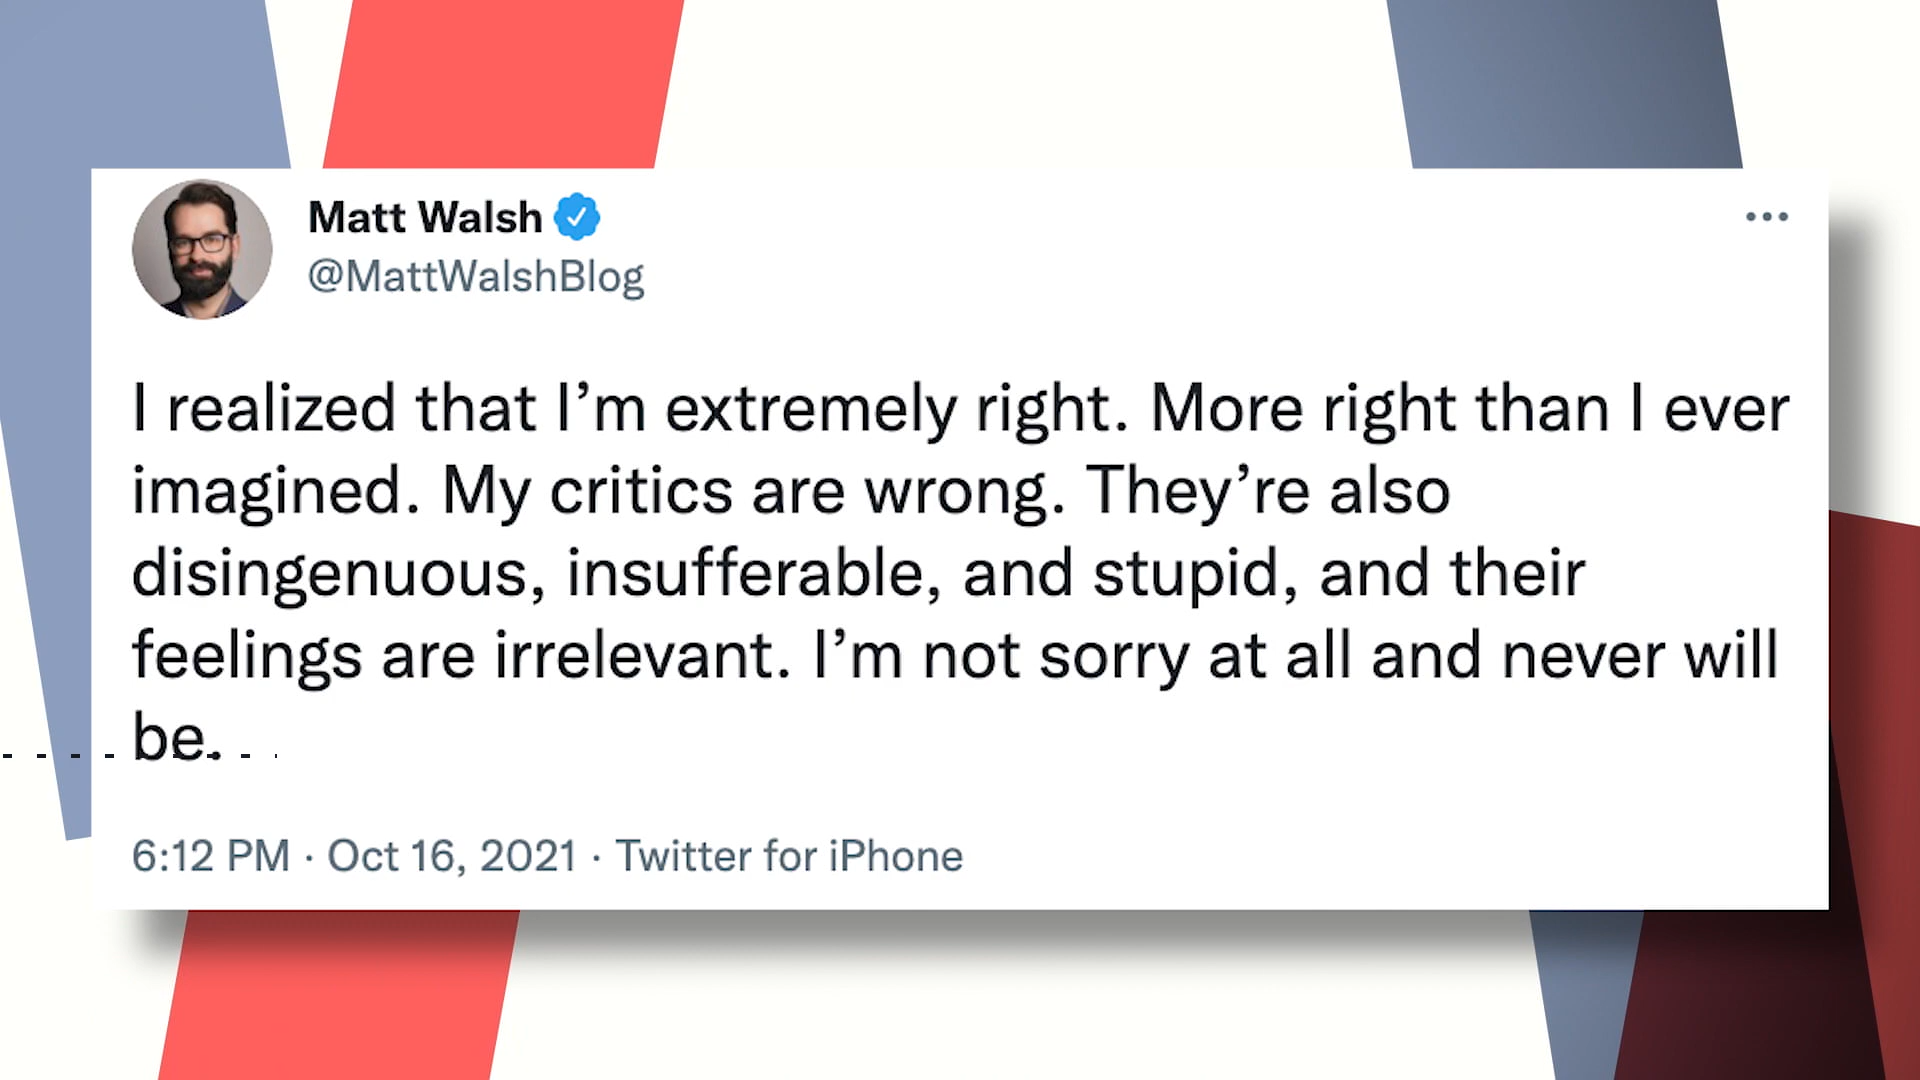 Matt Walsh
@MattWalshBlog
I realized that I’m extremely right. More right than I ever
imagined. My critics are wrong. They’re also
disingenuous, insufferable, and stupid, and their
feelings are irrelevant. I’m not sorry at all and never will
be.
6:12 PM · Oct 16, 2021 · Twitter for iPhone